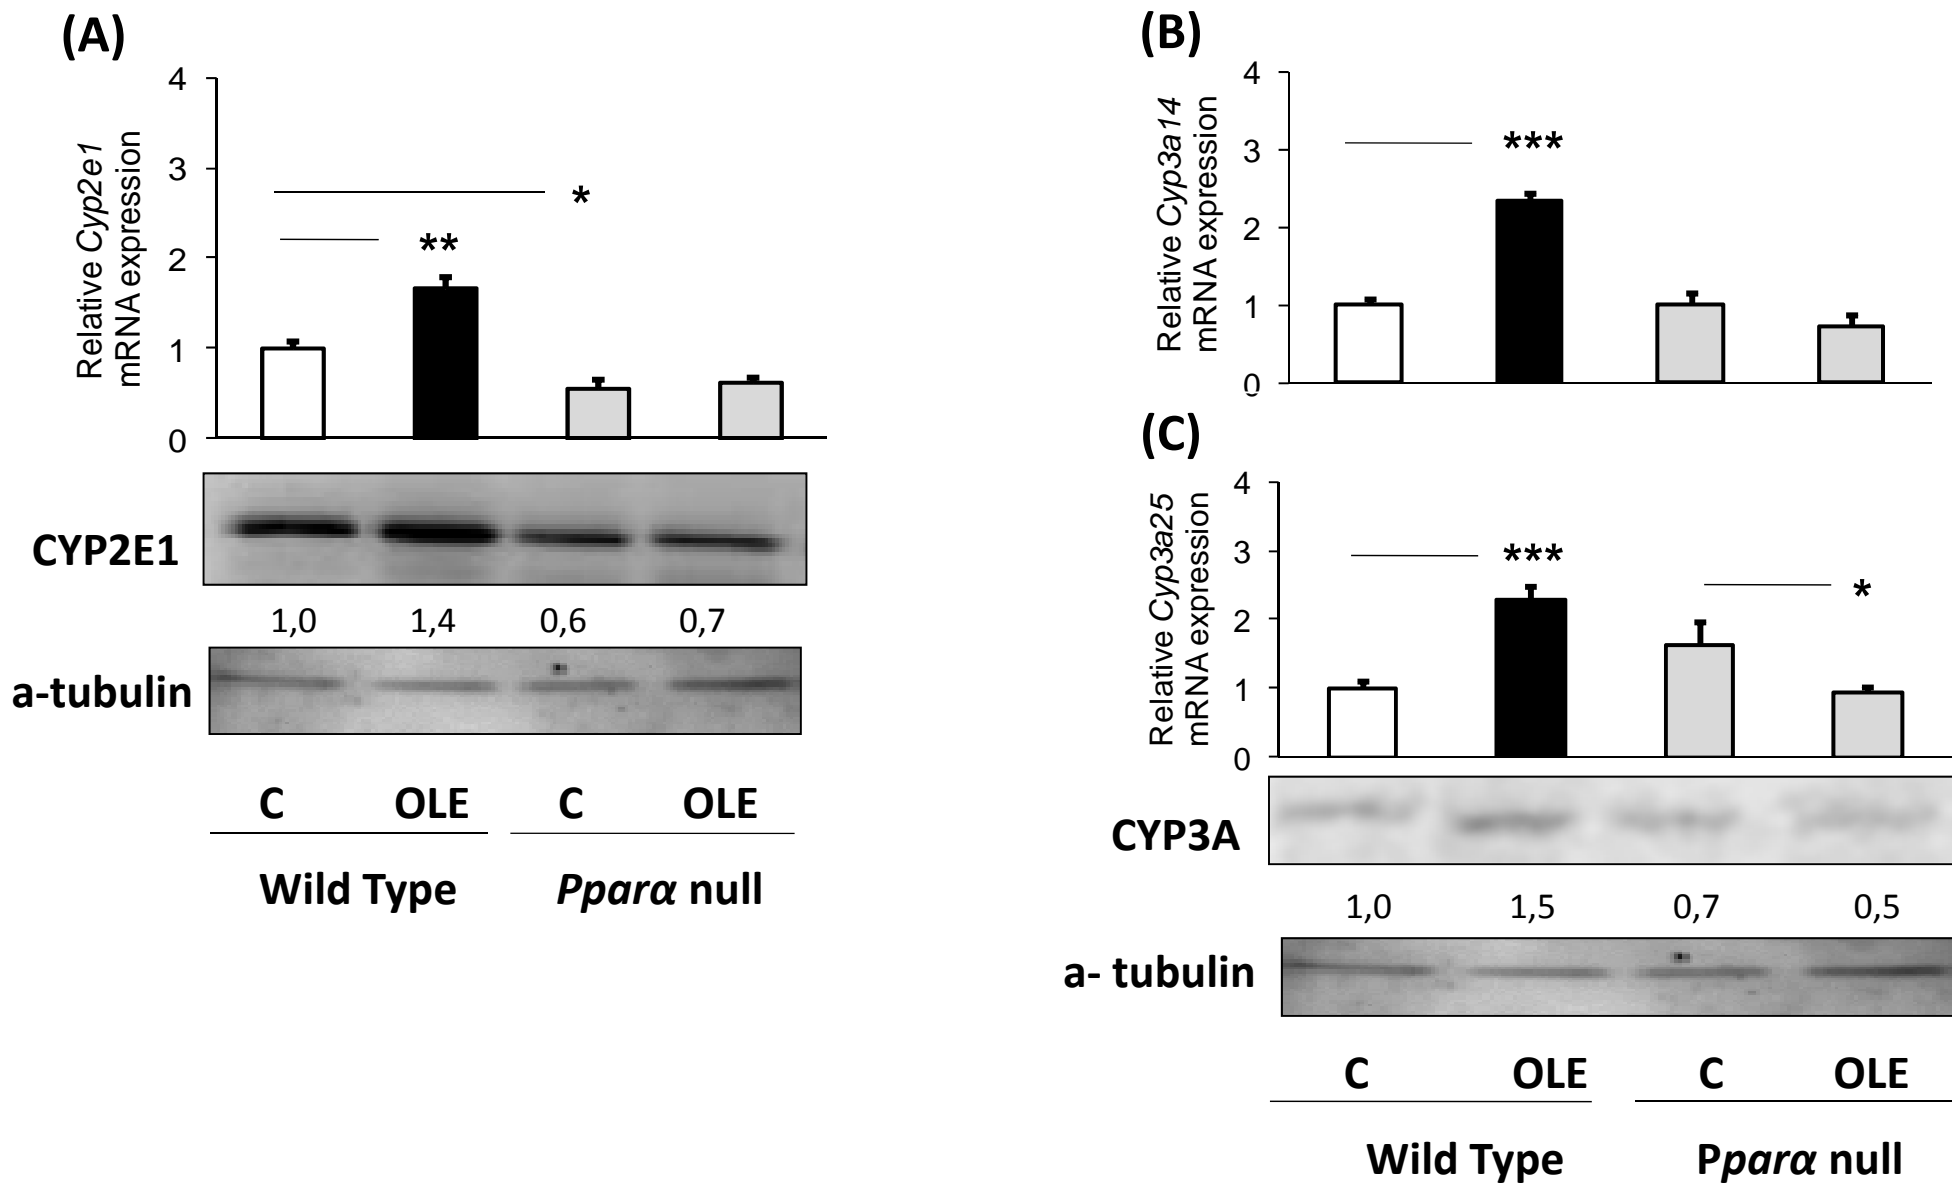 (A)
4
3
2
1
0
Relative Cyp2e1
mRNA expression
*
**
CYP2E1
1,0 1,4 0,6 0,7
a-tubulin
C OLE C OLE
Wild Type Pparα null
(B)
4
3
2
1
0
Relative Cyp3a14
mRNA expression
***
(C)
4
3
2
1
0
Relative Cyp3a25
mRNA expression
***
*
CYP3A
1,0 1,5 0,7 0,5
a- tubulin
C OLE C OLE
Wild Type Pparα null